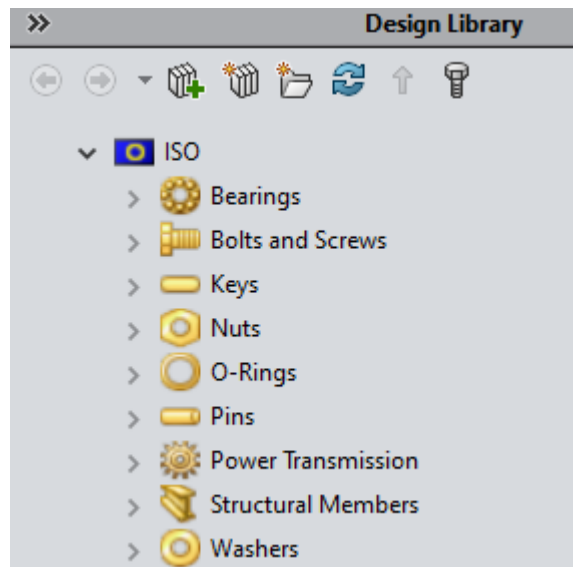 Design Library
ISO
Bearings
Bolts and Screws
Keys
Nuts
O-Rings
Pins
Power Transmission
Structural Members
Washers